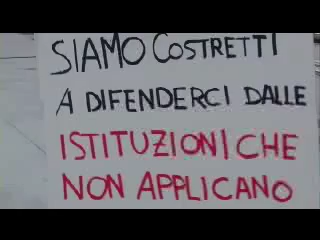 SIAMO COSTRETTI
A DIFENDERCI DALLE
ISTITUZIONI CHE
NON APPLICANO